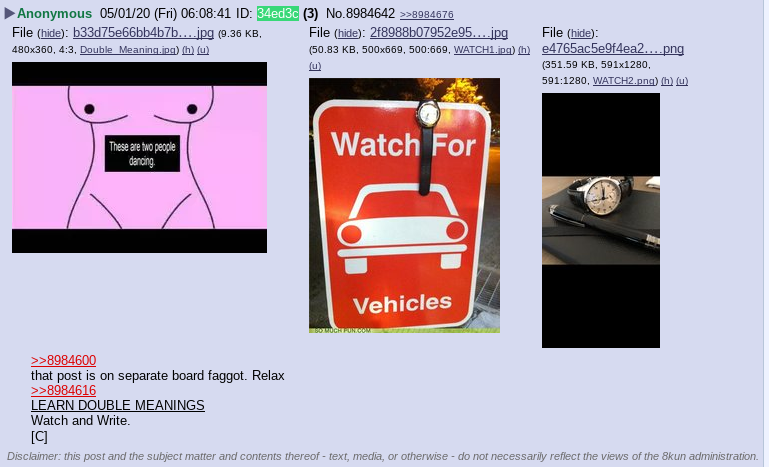 ▶Anonymous 05/01/20 (Fri) 06:08:41 ID: 34ed3c (3) No.8984642 >>8984676
File (hide): b33d75e66bb4b7b….jpg (9.36 KB, 480x360, 4:3, Double_Meaning.jpg) (h) (u)
These are two people
dancing.
File (hide): 2f8988b07952e95….jpg
(50.83 KB, 500x669, 500:669, WATCH1.jpg) (h)
(u)
Watch For
Vehicles
SO MUCH PUN.COM
File (hide):
e4765ac5e9f4ea2….png
(351.59 KB, 591x1280,
591:1280, WATCH2.png) (h) (u)
>>8984600
that post is on separate board faggot. Relax
>>8984616
LEARN DOUBLE MEANINGS
Watch and Write.
[C]
Disclaimer: this post and the subject matter and contents thereof - text, media, or otherwise - do not necessarily reflect the views of the 8kun administration.